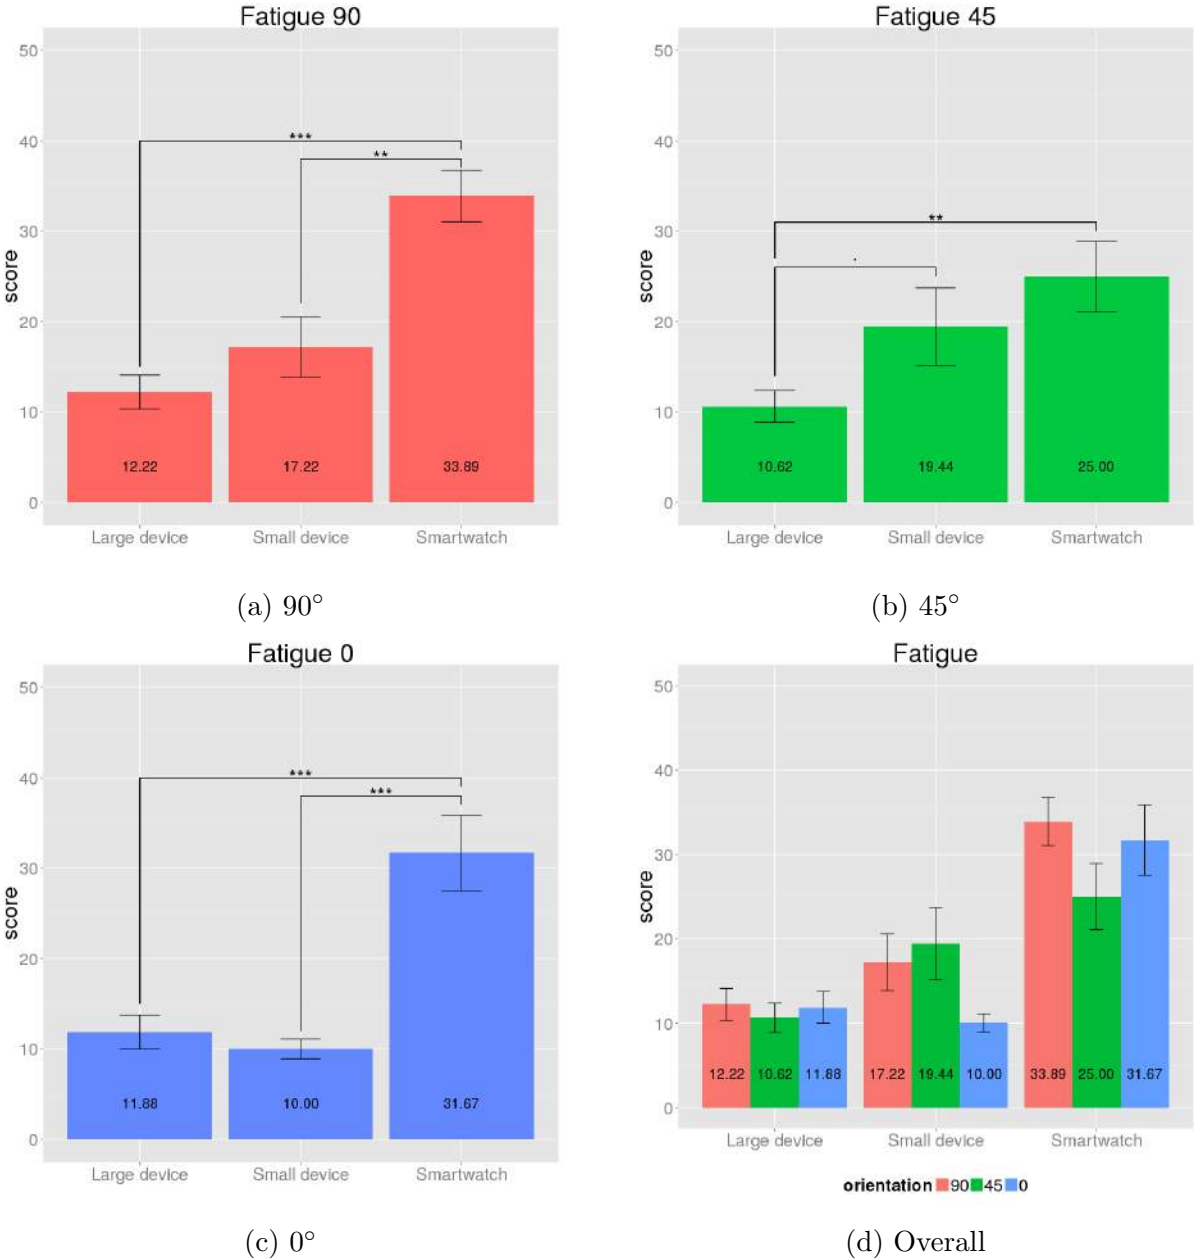 Fatigue 90
50
40
30
20
10
0
score
***
**
12.22 17.22 33.89
Large device Small device Smartwatch
(a) 90°
Fatigue 45
50
40
30
20
10
0
score
**
.
10.62 19.44 25.00
Large device Small device Smartwatch
(b) 45°
Fatigue 0
50
40
30
20
10
0
score
***
***
11.88 10.00 31.67
Large device Small device Smartwatch
(c) 0°
Fatigue
50
40
30
20
10
0
score
12.22 10.62 11.88 17.22 19.44 10.00 33.89 25.00 31.67
Large device Small device Smartwatch
orientation 90 45 0
(d) Overall